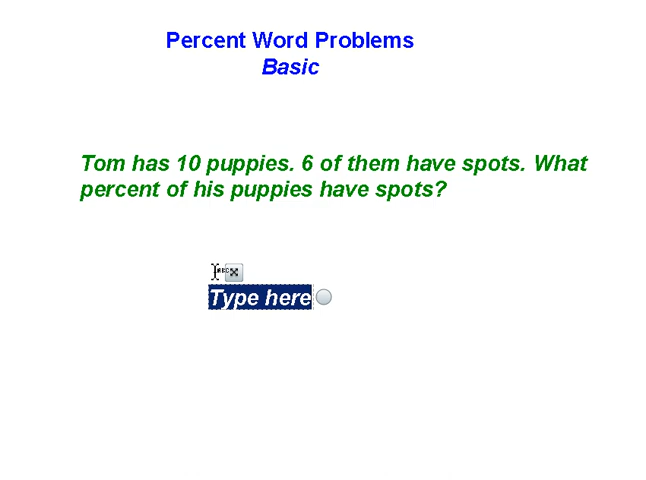 Percent Word Problems
Basic
Tom has 10 puppies. 6 of them have spots. What
percent of his puppies have spots?
Type here